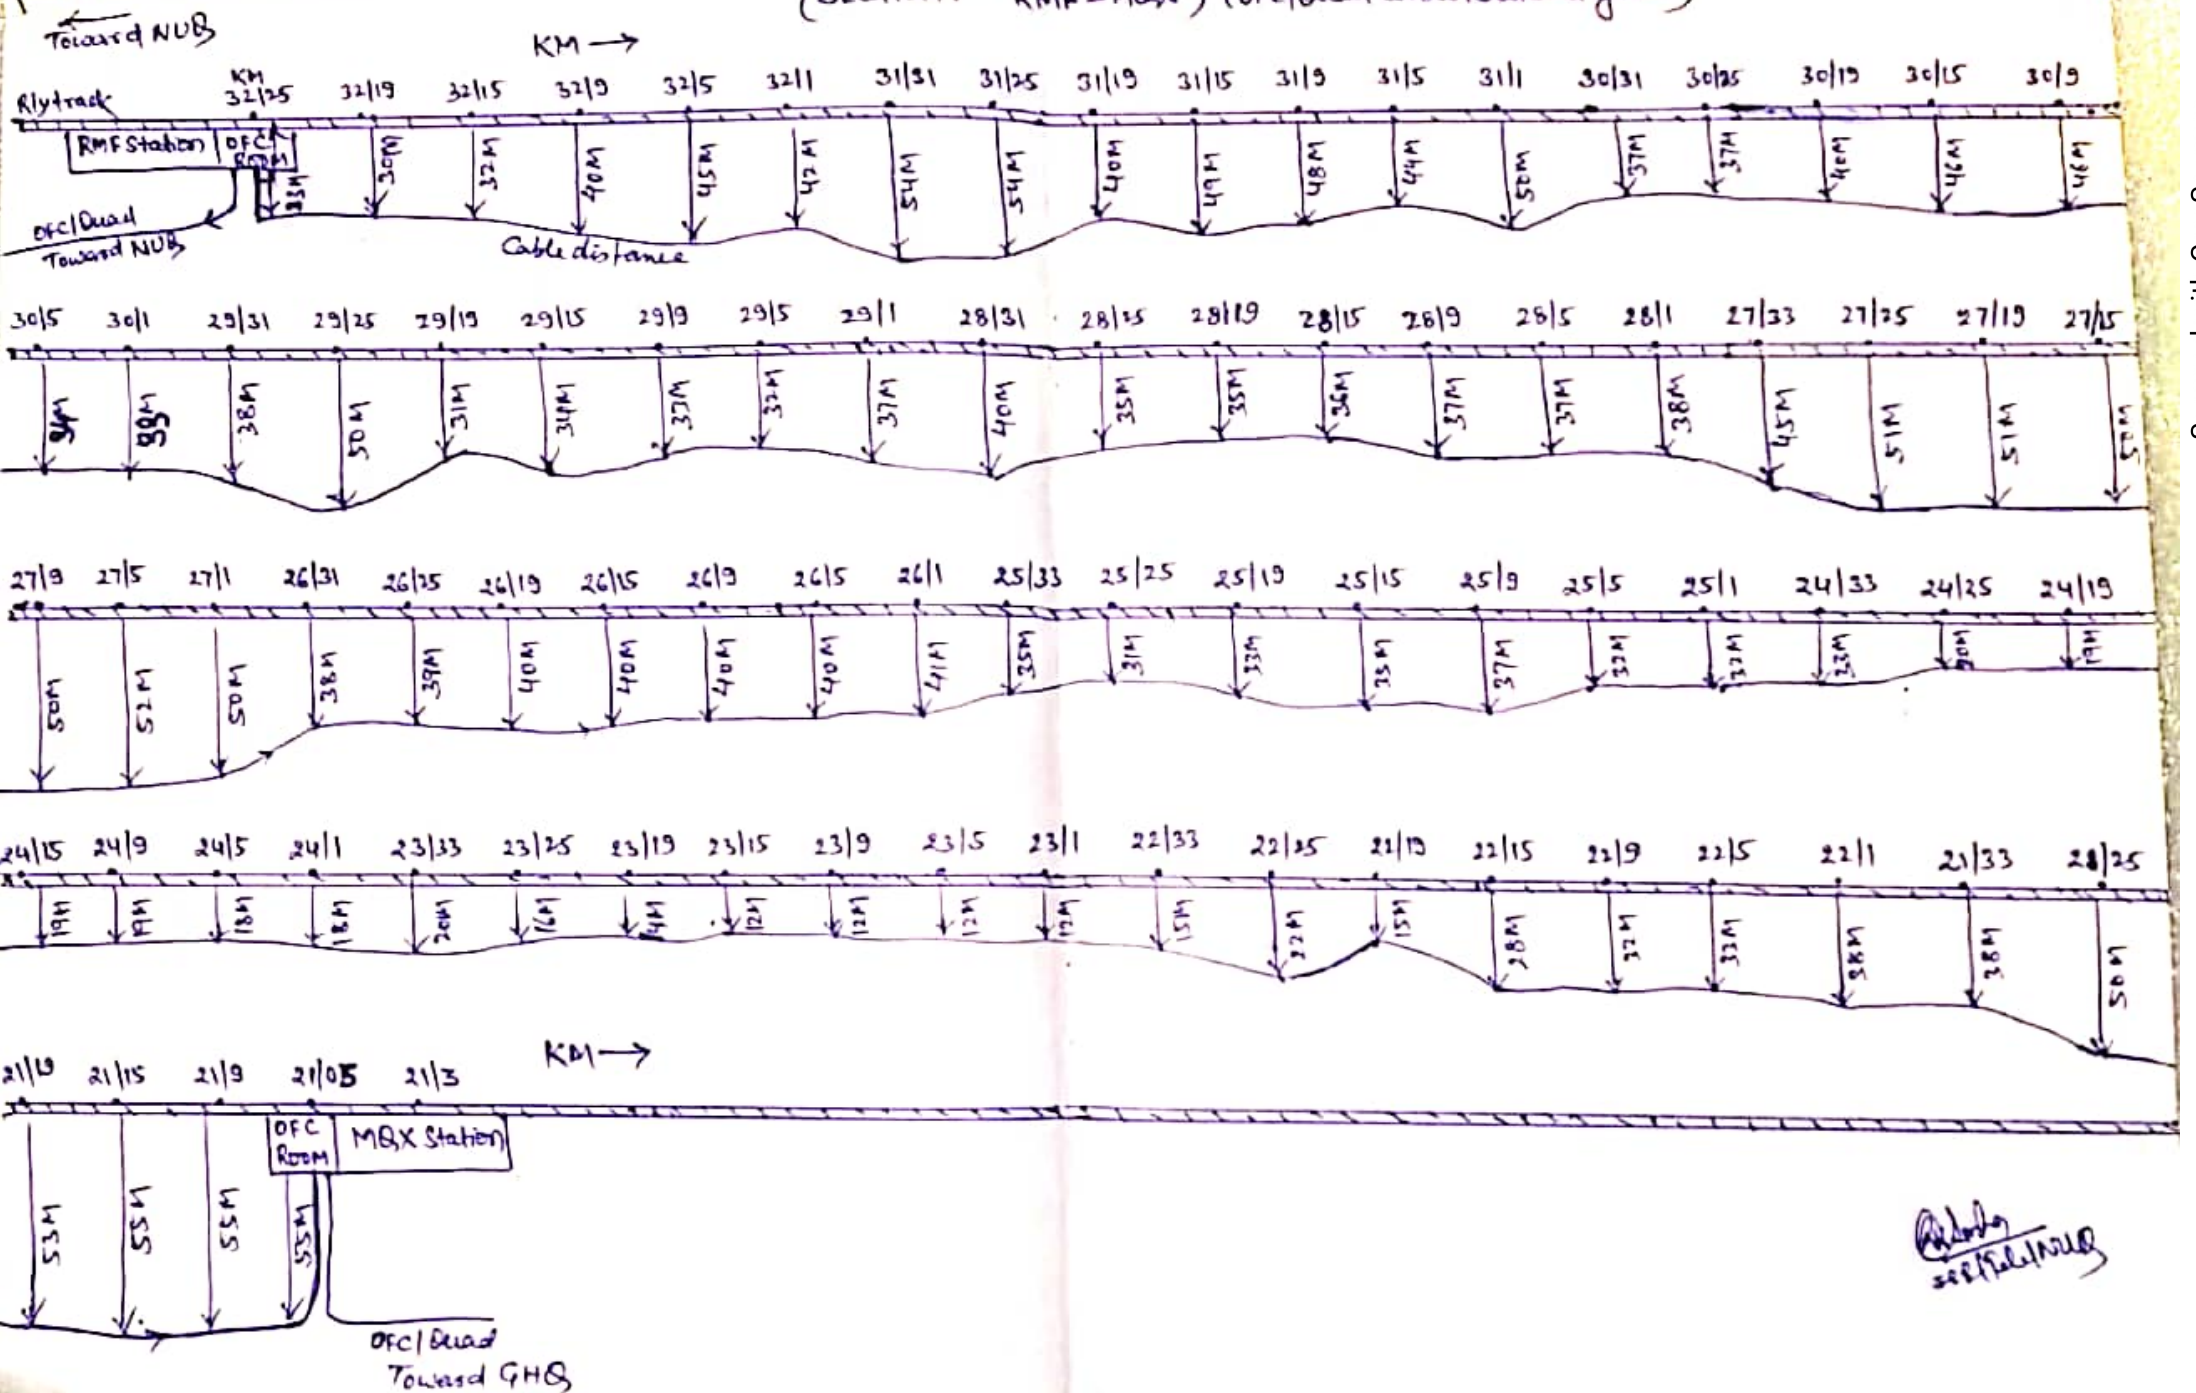 Toward NUQ
KM →
Rly track
KM
32/25 32/19 32/15 32/9 32/5 32/1 31/31 31/25 31/19 31/15 31/9 31/5 31/1 30/31 30/25 30/19 30/15 30/9
RMF Station OFC
ROOM
33M 30M 32M 40M 45M 42M 54M 54M 40M 49M 48M 44M 50M 37M 37M 40M 46M 46M
OFC/Quad
Toward NUQ
Cable distance
30/5 30/1 29/31 29/25 29/19 29/15 29/9 29/5 29/1 28/31 28/25 28/19 28/15 28/9 28/5 28/1 27/33 27/25 27/19 27/15
38M 50M 31M 34M 33M 32M 37M 40M 35M 35M 36M 37M 37M 38M 45M 51M 51M 50M
27/9 27/5 27/1 26/31 26/25 26/19 26/15 26/9 26/5 26/1 25/33 25/25 25/19 25/15 25/9 25/5 25/1 24/33 24/25 24/19
50M 52M 50M 38M 39M 40M 40M 40M 40M 41M 35M 31M 33M 35M 37M 32M 32M 33M 20M 19M
24/15 24/9 24/5 24/1 23/33 23/25 23/19 23/15 23/9 23/5 23/1 22/33 22/25 22/19 22/15 22/9 22/5 22/1 21/33 21/25
19M 19M 18M 18M 20M 16M 14M 12M 12M 12M 12M 15M 22M 15M 28M 32M 33M 38M 38M 50M
KM →
21/19 21/15 21/9 21/05 21/3
OFC
ROOM
MQX Station
53M 55M 55M 55M
OFC/Quad
Toward GHQ